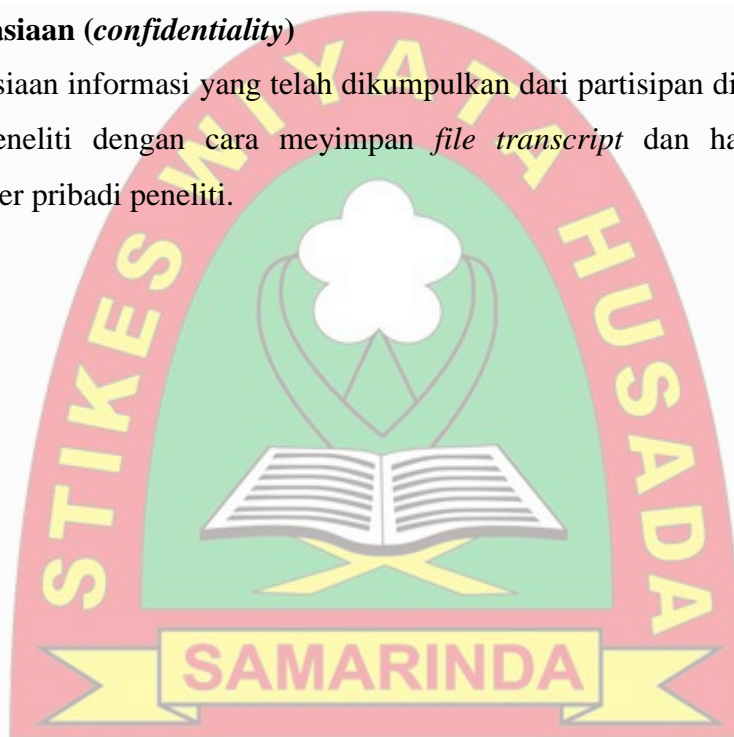 asiaan (confidentiality)
siaan informasi yang telah dikumpulkan dari partisipan di
eneliti dengan cara meyimpan file transcript dan ha
er pribadi peneliti.
STIKES WIYATA HUSADA
SAMARINDA